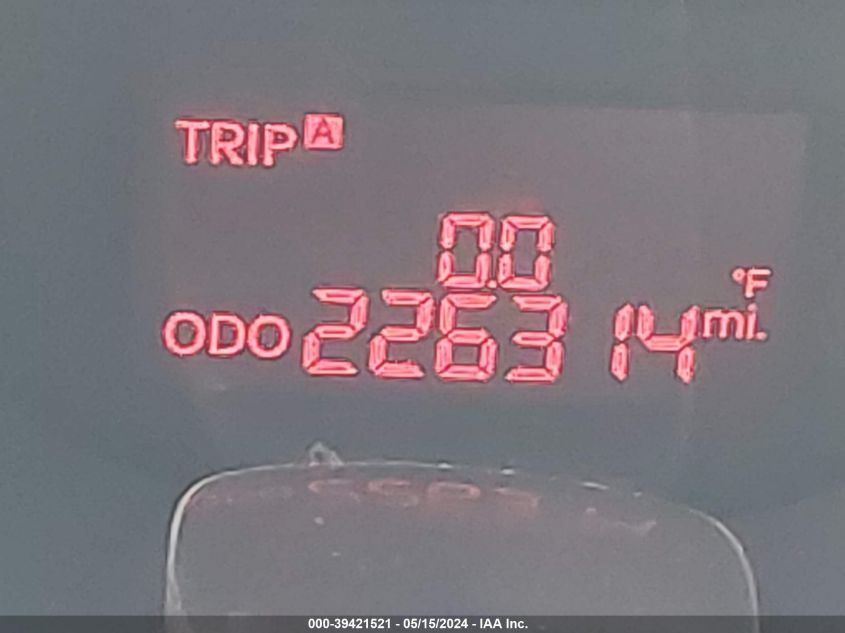 TRIP A
0.0
°F
ODO 226314 mi.
000-39421521 - 05/15/2024 - IAA Inc.